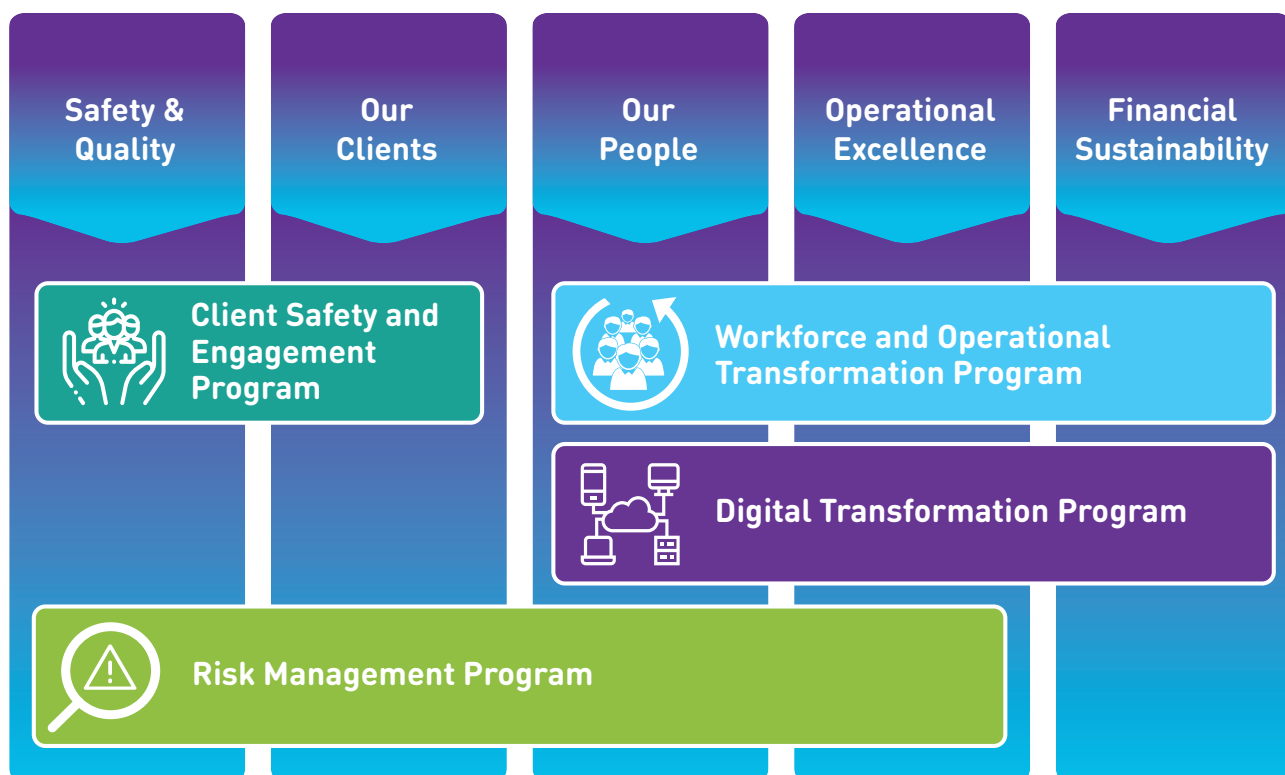 Safety &
Quality
Our
Clients
Our
People
Operational
Excellence
Financial
Sustainability
Client Safety and
Engagement
Program
Workforce and Operational
Transformation Program
Digital Transformation Program
Risk Management Program